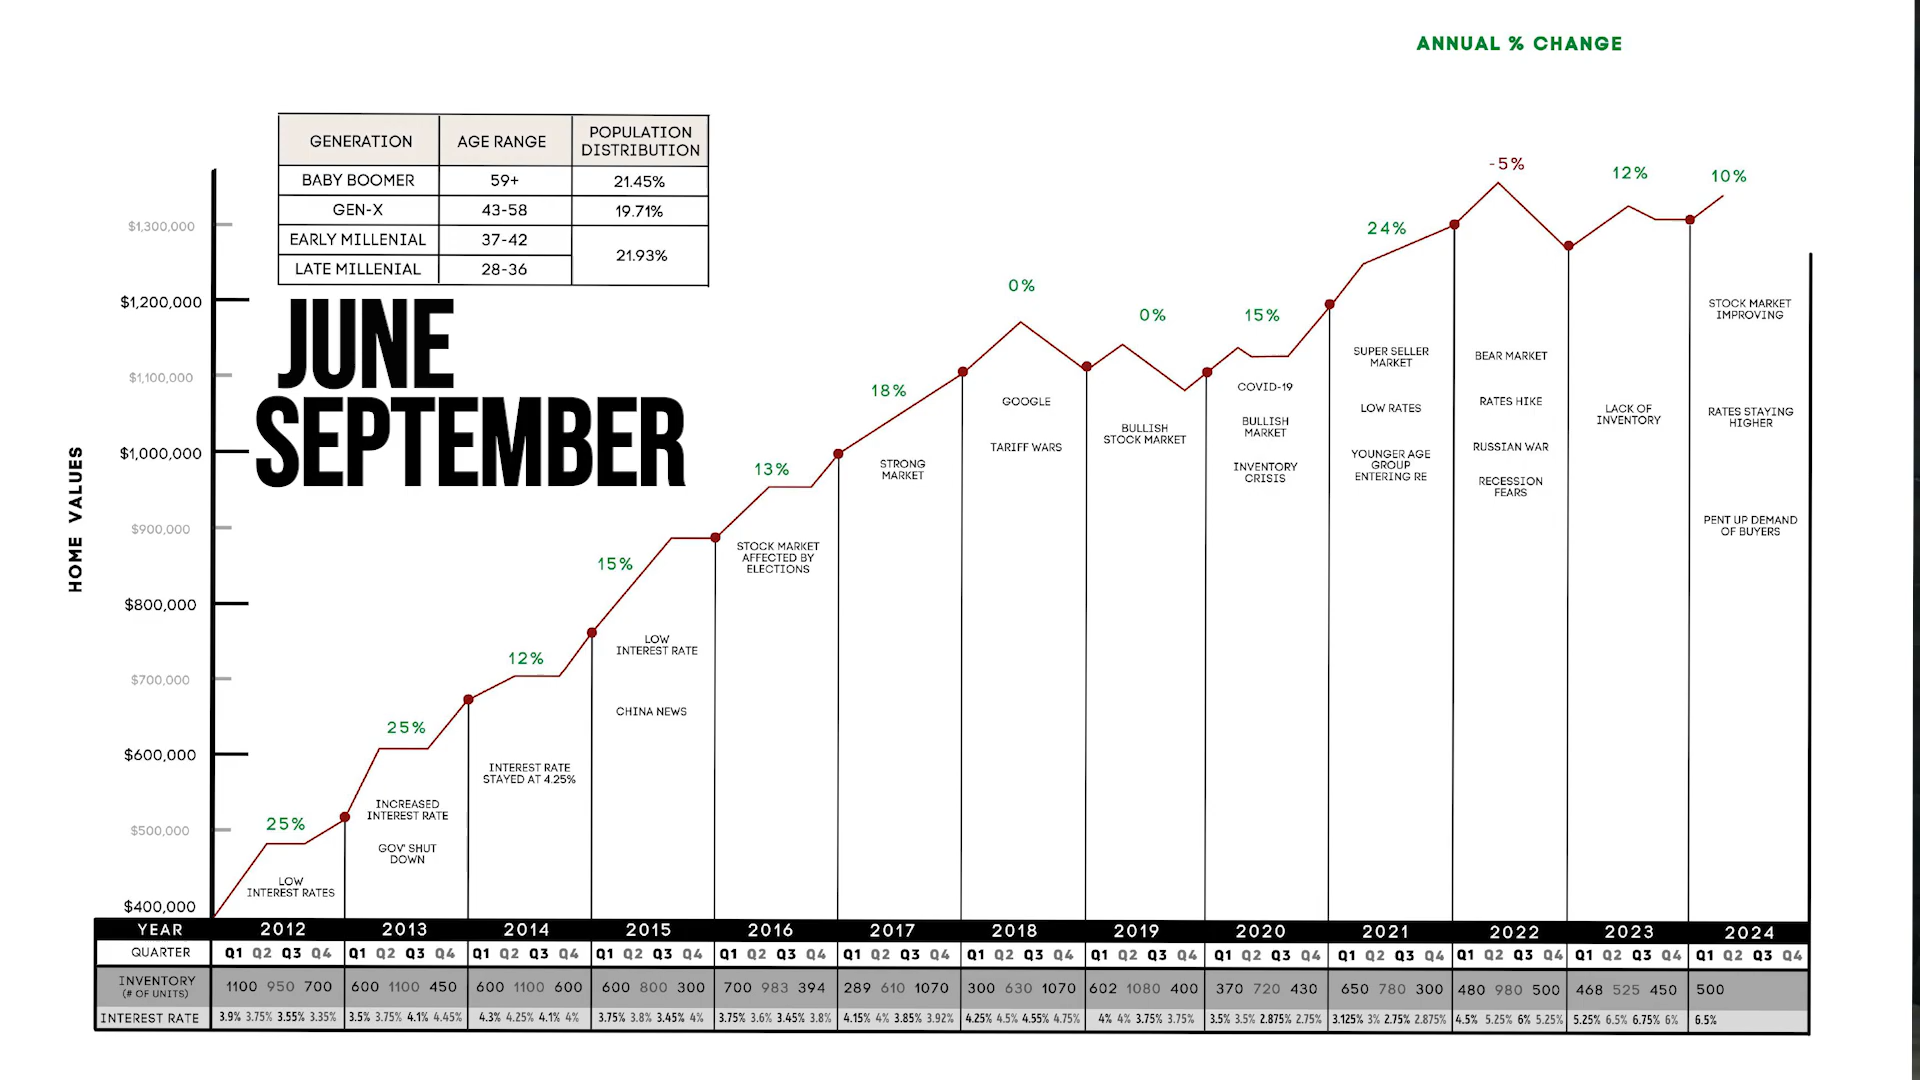 ANNUAL % CHANGE
GENERATION AGE RANGE POPULATION DISTRIBUTION
BABY BOOMER 59+ 21.45%
GEN-X 43-58 19.71%
EARLY MILLENIAL 37-42 21.93%
LATE MILLENIAL 28-36
JUNE
SEPTEMBER
HOME VALUES
$1,300,000
$1,200,000
$1,100,000
$1,000,000
$900,000
$800,000
$700,000
$600,000
$500,000
$400,000
25%
LOW
INTEREST RATES
25%
INCREASED
INTEREST RATE
GOV' SHUT
DOWN
12%
INTEREST RATE
STAYED AT 4.25%
15%
LOW
INTEREST RATE
CHINA NEWS
13%
STOCK MARKET
AFFECTED BY
ELECTIONS
18%
STRONG
MARKET
0%
GOOGLE
TARIFF WARS
0%
BULLISH
STOCK MARKET
15%
COVID-19
BULLISH
MARKET
INVENTORY
CRISIS
24%
SUPER SELLER
MARKET
LOW RATES
YOUNGER AGE
GROUP
ENTERING RE
-5%
BEAR MARKET
RATES HIKE
RUSSIAN WAR
RECESSION
FEARS
12%
LACK OF
INVENTORY
10%
STOCK MARKET
IMPROVING
RATES STAYING
HIGHER
PENT UP DEMAND
OF BUYERS
YEAR 2012 2013 2014 2015 2016 2017 2018 2019 2020 2021 2022 2023 2024
QUARTER Q1 Q2 Q3 Q4 Q1 Q2 Q3 Q4 Q1 Q2 Q3 Q4 Q1 Q2 Q3 Q4 Q1 Q2 Q3 Q4 Q1 Q2 Q3 Q4 Q1 Q2 Q3 Q4 Q1 Q2 Q3 Q4 Q1 Q2 Q3 Q4 Q1 Q2 Q3 Q4 Q1 Q2 Q3 Q4 Q1 Q2 Q3 Q4 Q1 Q2 Q3 Q4
INVENTORY (# OF UNITS) 1100 950 700 600 1100 450 600 1100 600 600 800 300 700 983 394 289 610 1070 300 630 1070 602 1080 400 370 720 430 650 780 300 480 980 500 468 525 450 500
INTEREST RATE 3.9% 3.75% 3.55% 3.35% 3.5% 3.75% 4.1% 4.45% 4.3% 4.25% 4.1% 4% 3.75% 3.8% 3.45% 4% 3.75% 3.6% 3.45% 3.8% 4.15% 4% 3.85% 3.92% 4.25% 4.5% 4.55% 4.75% 4% 4% 3.75% 3.75% 3.5% 3.5% 2.875% 2.75% 3.125% 3% 2.75% 2.875% 4.5% 5.25% 6% 5.25% 5.25% 6.5% 6.75% 6% 6.5%